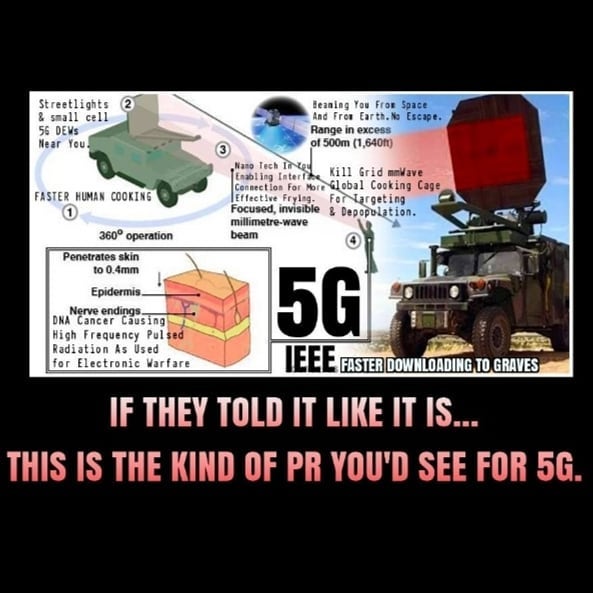 Streetlights
& small cell
5G DEWs
Near You.
2
FASTER HUMAN COOKING
1
360º operation
3
Beaming You From Space
And From Earth. No Escape.
Range in excess
of 500m (1,640ft)
Nano Tech In You
Enabling Interface
Connection For More
Effective Frying.
Focused, invisible
millimetre-wave
beam
Kill Grid mmWave
Global Cooking Cage
For Targeting
& Depopulation.
4
Penetrates skin
to 0.4mm
Epidermis
Nerve endings
DNA Cancer Causing
High Frequency Pulsed
Radiation As Used
for Electronic Warfare
5G
IEEE FASTER DOWNLOADING TO GRAVES
IF THEY TOLD IT LIKE IT IS...
THIS IS THE KIND OF PR YOU'D SEE FOR 5G.